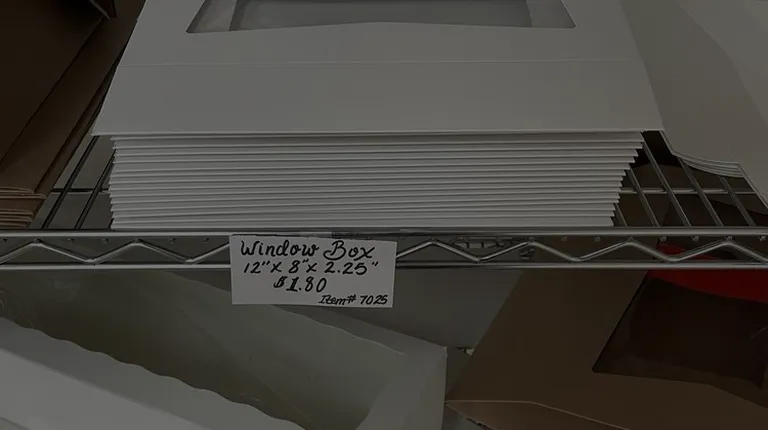 Window Box
12" x 8" x 2.25"
$1.80
Item# 7025